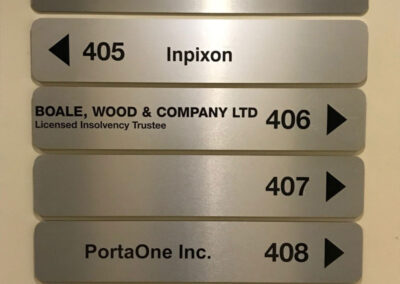 405 Inpixon
BOALE, WOOD & COMPANY LTD 406
Licensed Insolvency Trustee
407
PortaOne Inc. 408